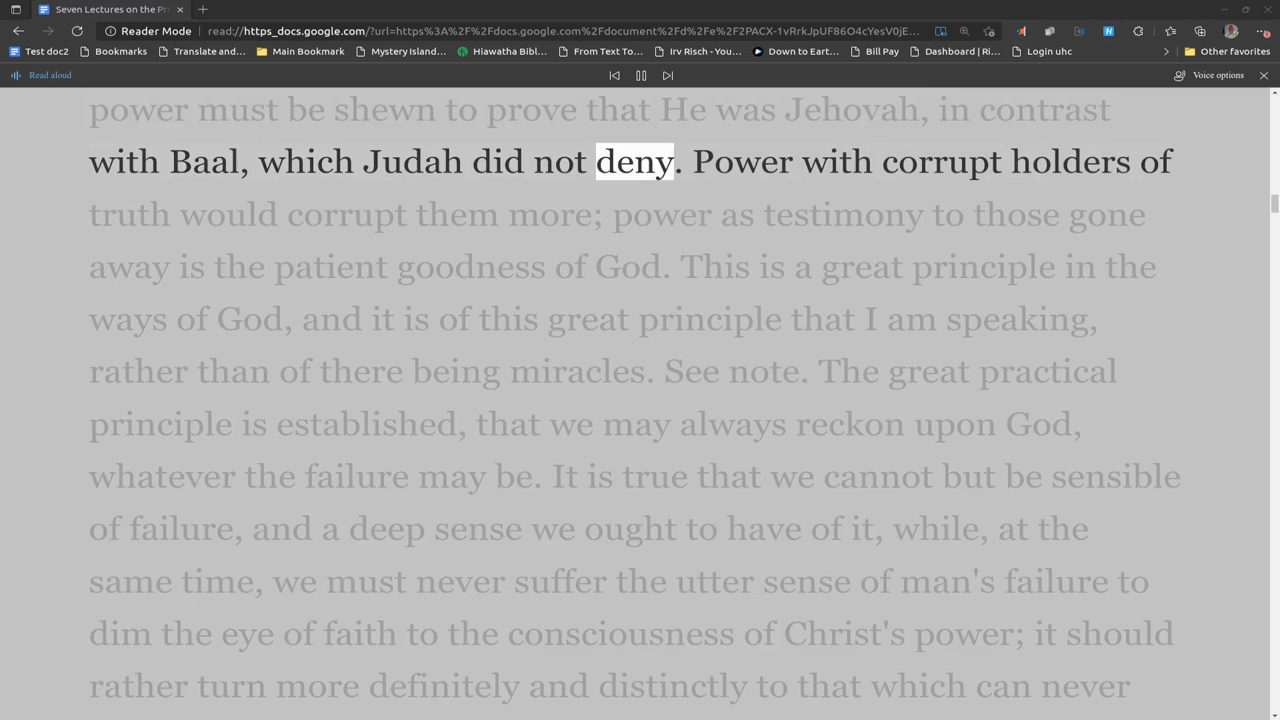 Seven Lectures on the Pr
Reader Mode
read://https_docs.google.com/?url=https%3A%2F%2Fdocs.google.com%2Fdocument%2Fd%2Fe%2F2PACX-1vRrkJpUF86O4cYesV0jE...
Test doc2
Bookmarks
Translate and...
Main Bookmark
Mystery Island...
Hiawatha Bibl...
From Text To...
Irv Risch - You...
Down to Eart...
Bill Pay
Dashboard | Ri...
Login uhc
Other favorites
Read aloud
Voice options
power must be shewn to prove that He was Jehovah, in contrast
with Baal, which Judah did not deny. Power with corrupt holders of
truth would corrupt them more; power as testimony to those gone
away is the patient goodness of God. This is a great principle in the
ways of God, and it is of this great principle that I am speaking,
rather than of there being miracles. See note. The great practical
principle is established, that we may always reckon upon God,
whatever the failure may be. It is true that we cannot but be sensible
of failure, and a deep sense we ought to have of it, while, at the
same time, we must never suffer the utter sense of man's failure to
dim the eye of faith to the consciousness of Christ's power; it should
rather turn more definitely and distinctly to that which can never